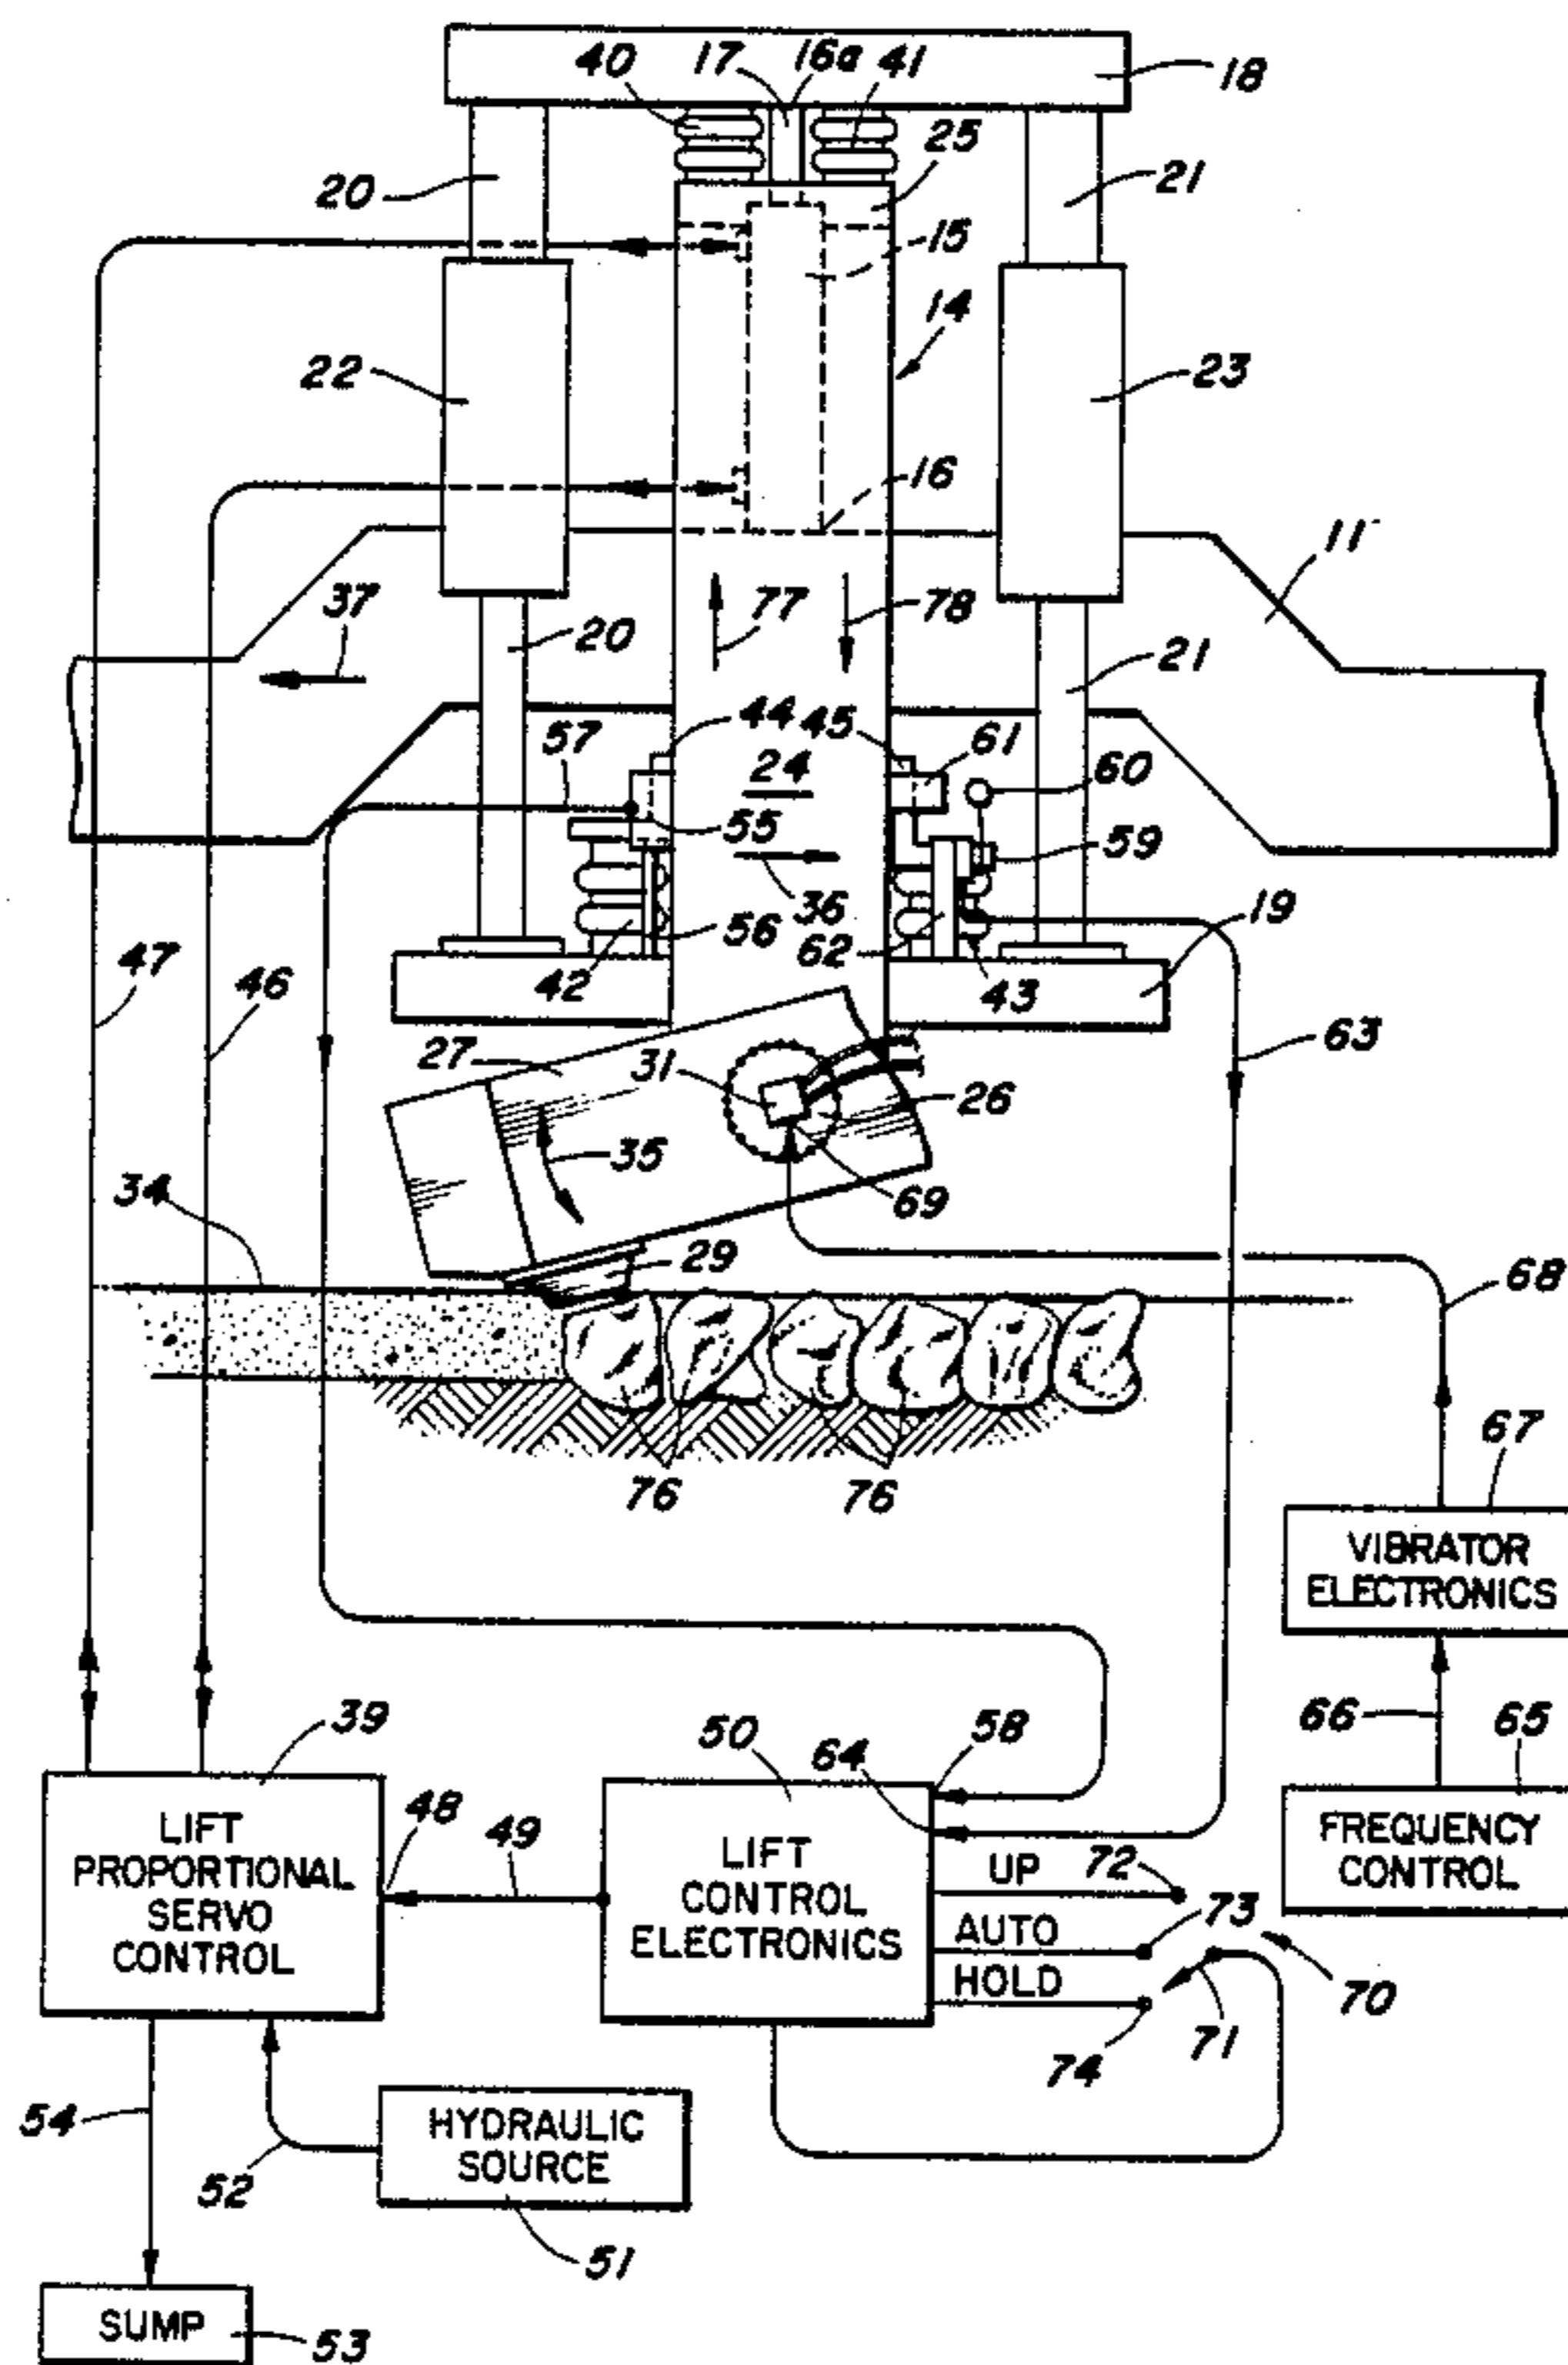 40 17 16a 41 18
25
20 21
15
14
22 23
16
11
77 78
37
20 21
44 45
57 24 61 60
55 59
36 19
56 62
47 46 42 43
63
27 31 26
35
34 69
29 68
76 76 67
VIBRATOR
ELECTRONICS
39 50 58 66 65
64
LIFT
PROPORTIONAL
SERVO
CONTROL
48 49
LIFT
CONTROL
ELECTRONICS
UP 72
AUTO 73
HOLD
70
71
74
FREQUENCY
CONTROL
54
52
HYDRAULIC
SOURCE
51
SUMP 53